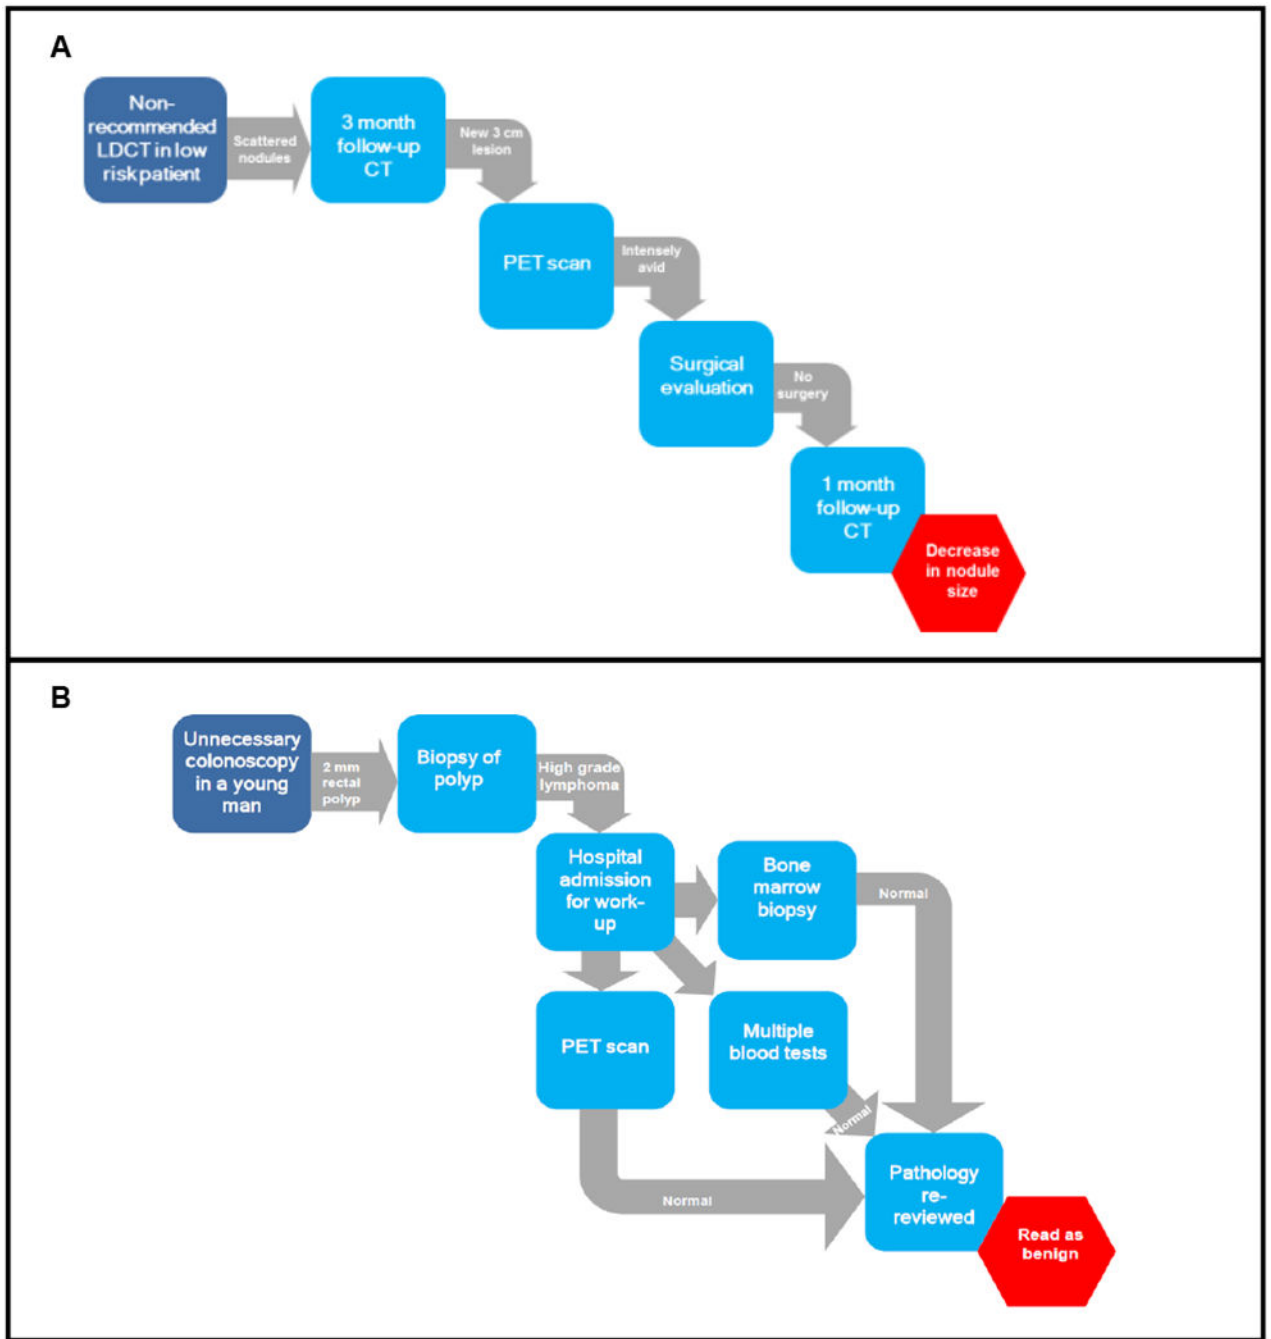 A
Non-
recommended
LDCT in low
risk patient
Scattered
nodules
3 month
follow-up
CT
New 3 cm
lesion
PET scan
Intensely
avid
Surgical
evaluation
No
surgery
1 month
follow-up
CT
Decrease
in nodule
size
B
Unnecessary
colonoscopy
in a young
man
2 mm
rectal
polyp
Biopsy of
polyp
High grade
lymphoma
Hospital
admission
for work-
up
Bone
marrow
biopsy
Normal
PET scan
Multiple
blood tests
Normal
Normal
Pathology
re-
reviewed
Read as
benign